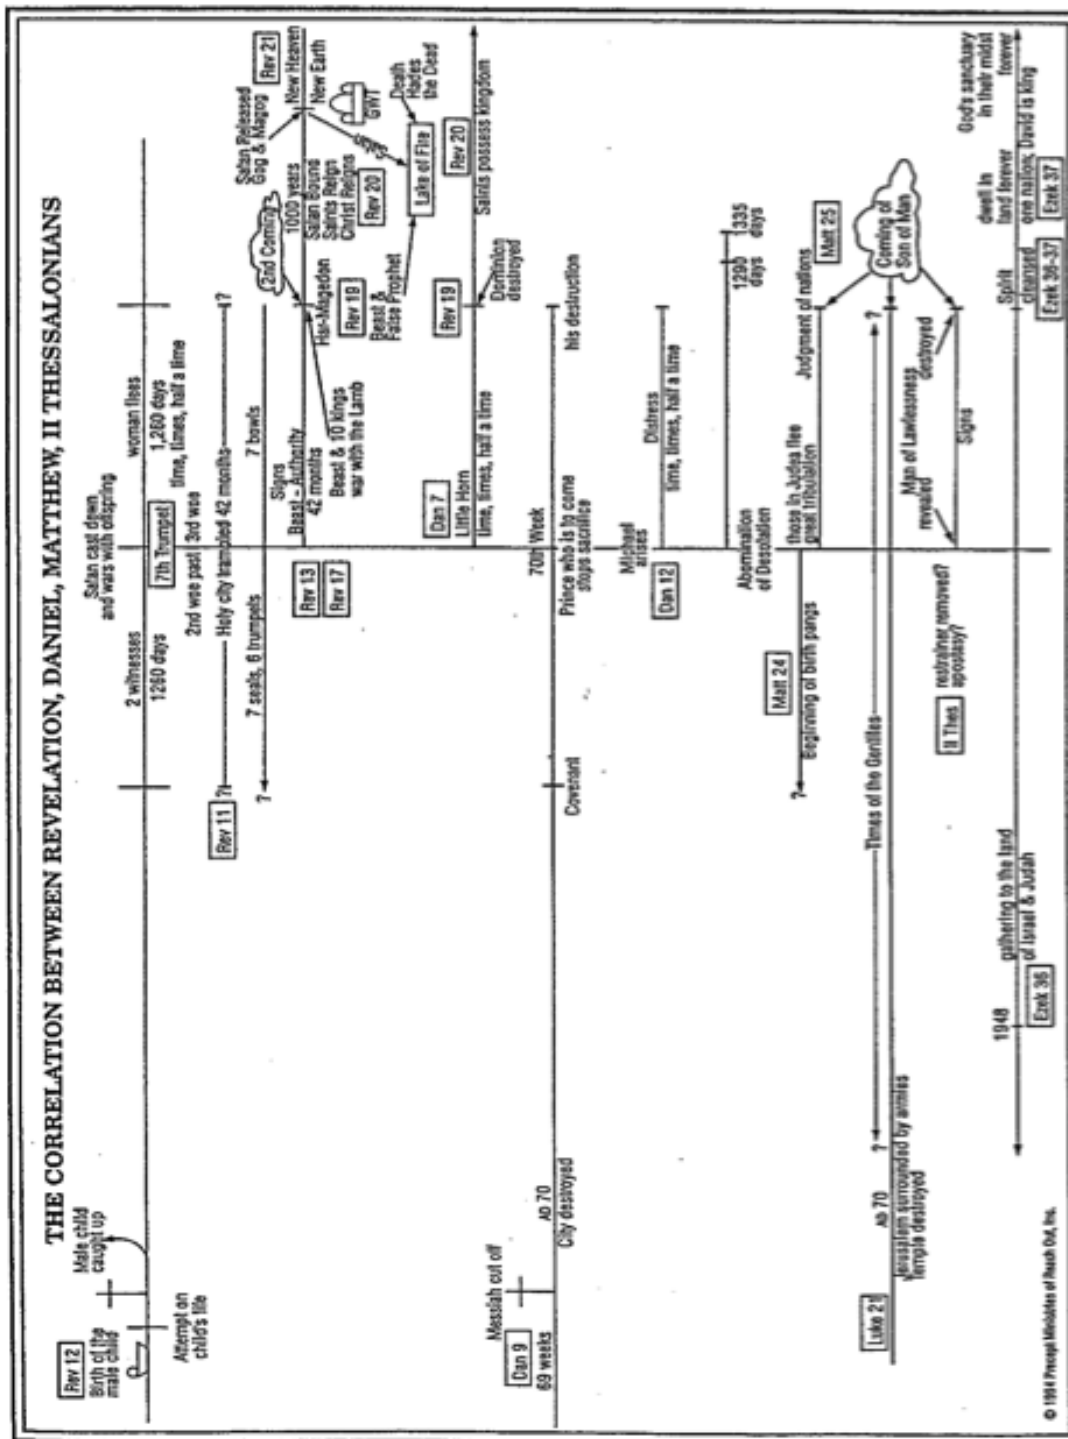 THE CORRELATION BETWEEN REVELATION, DANIEL, MATTHEW, II THESSALONIANS
Rev 12
Birth of the
male child
Attempt on
child's life
Male child
caught up
2 witnesses
1260 days
Satan cast down
and wars with offspring
7th Trumpet
woman flees
1,260 days
time, times, half a time
2nd woe past 3rd woe
Rev 11
? Holy city trampled 42 months ?
? 7 seals, 6 trumpets
7 bowls
Rev 13
Rev 17
Signs
Beast - Authority
42 months
Beast & 10 kings
war with the Lamb
2nd Coming
Har-Magedon
Rev 19
1000 years
Satan Bound
Saints Reign
Christ Reigns
Rev 20
Satan Released
Gog & Magog
Rev 21
New Heaven
New Earth
GWT
Beast &
False Prophet
Lake of Fire
Death
Hades
the Dead
Dan 7
Little Horn
time, times, half a time
Rev 19
Dominion
destroyed
Rev 20
Saints possess kingdom
Dan 9
69 weeks
Messiah cut off
AD 70
City destroyed
Covenant
70th Week
Prince who is to come
stops sacrifice
his destruction
Michael
arises
Dan 12
Distress
time, times, half a time
Abomination
of Desolation
1290
days
1335
days
Matt 24
?
Beginning of birth pangs
those in Judea flee
great tribulation
Judgment of nations
Matt 25
Luke 21
AD 70
Jerusalem surrounded by armies
Temple destroyed
? Times of the Gentiles ?
Coming of
Son of Man
II Thes
restrainer removed?
apostasy?
Man of Lawlessness
revealed
destroyed
Signs
1948
Ezek 36
gathering to the land
of Israel & Judah
Split
cleansed
Ezek 36-37
dwell in
land forever
one nation; David is king
Ezek 37
God's sanctuary
in their midst
forever
© 1994 Precept Ministries of Reach Out, Inc.